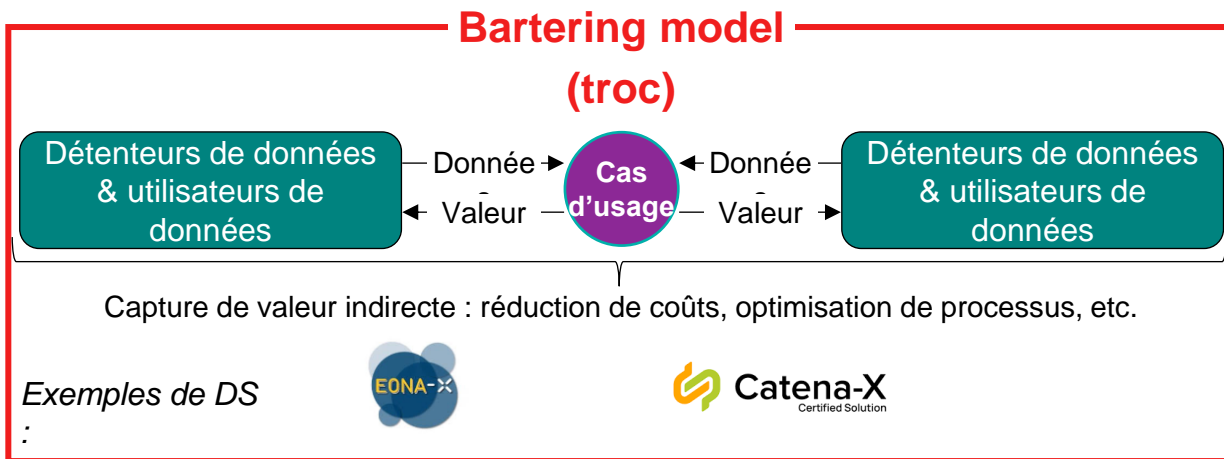 Bartering model
(troc)
Détenteurs de données
& utilisateurs de
données
Donnée
Valeur
Cas
d'usage
Donnée
Valeur
Détenteurs de données
& utilisateurs de
données
Capture de valeur indirecte : réduction de coûts, optimisation de processus, etc.
Exemples de DS
:
EONA-X
Catena-X
Certified Solution